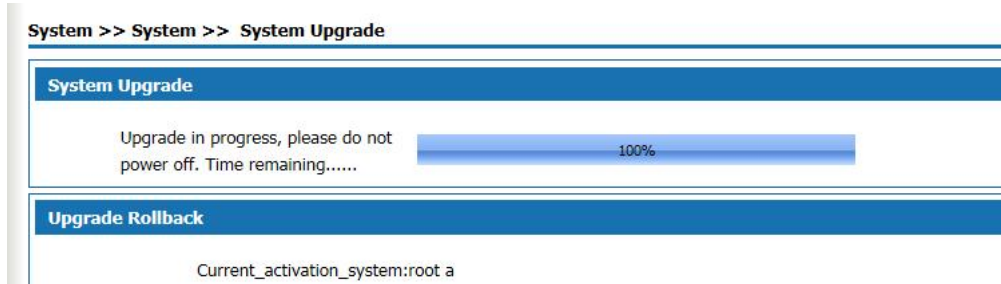 System >> System >> System Upgrade
System Upgrade
Upgrade in progress, please do not
power off. Time remaining......
100%
Upgrade Rollback
Current_activation_system:root a